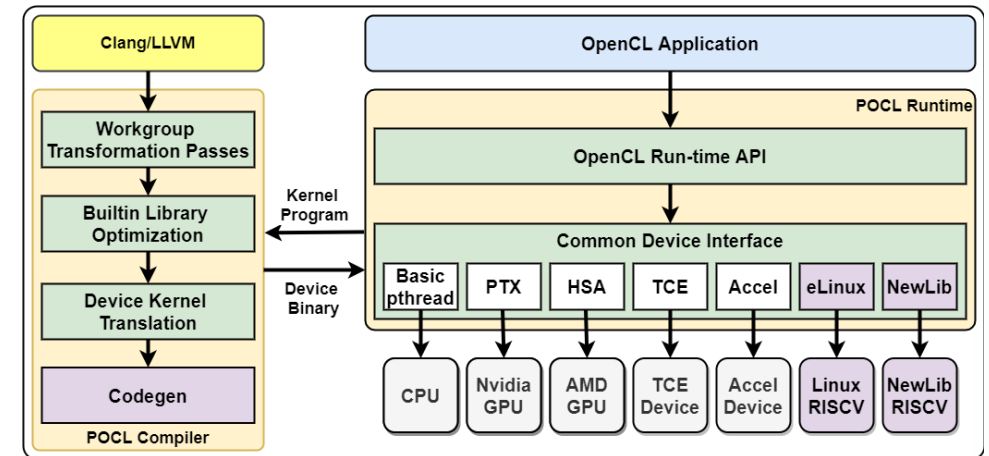 Clang/LLVM
OpenCL Application
POCL Runtime
Workgroup
Transformation Passes
OpenCL Run-time API
Kernel
Program
Builtin Library
Optimization
Common Device Interface
Basic
pthread
PTX
HSA
TCE
Accel
eLinux
NewLib
Device
Binary
Device Kernel
Translation
Codegen
POCL Compiler
CPU
Nvidia
GPU
AMD
GPU
TCE
Device
Accel
Device
Linux
RISCV
NewLib
RISCV